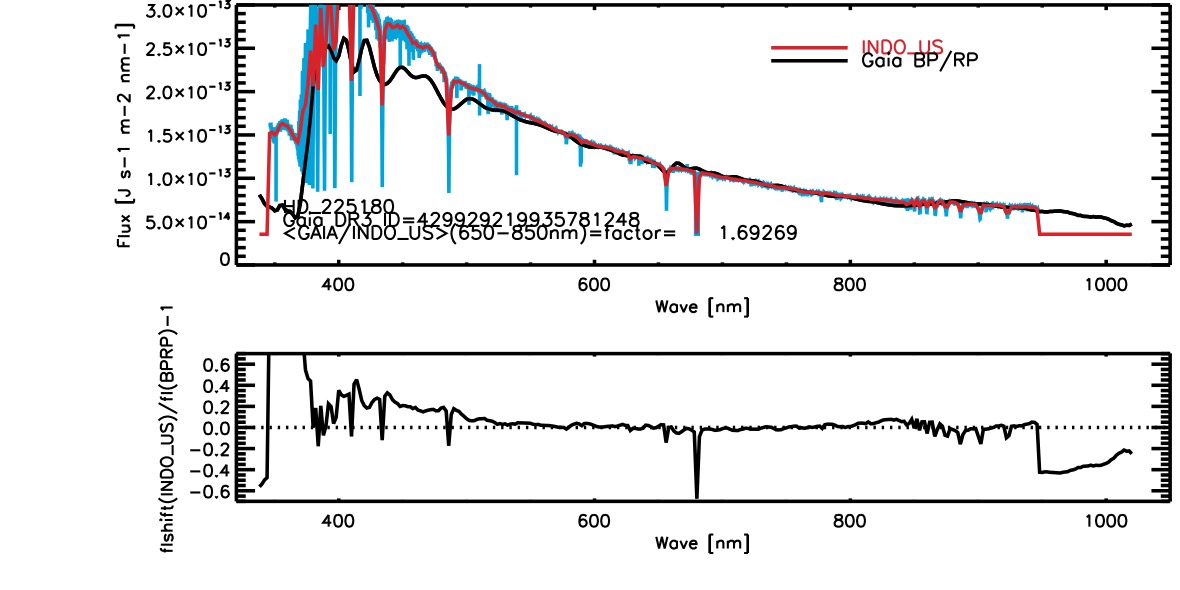 3.0×10−13
2.5×10−13
2.0×10−13
1.5×10−13
1.0×10−13
5.0×10−14
0
Flux [J s−1 m−2 nm−1]
INDO_US
Gaia BP/RP
HD_225180
Gaia DR3_ID=429929219935781248
<GAIA/INDO_US>(650−850nm)=factor= 1.69269
400 600 800 1000
Wave [nm]
0.6
0.4
0.2
0.0
−0.2
−0.4
−0.6
flshift(INDO_US)/fl(BPRP)−1
400 600 800 1000
Wave [nm]